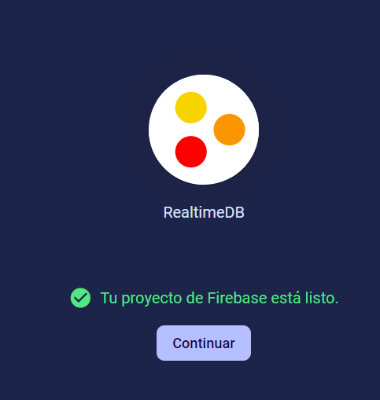 RealtimeDB
Tu proyecto de Firebase está listo.
Continuar